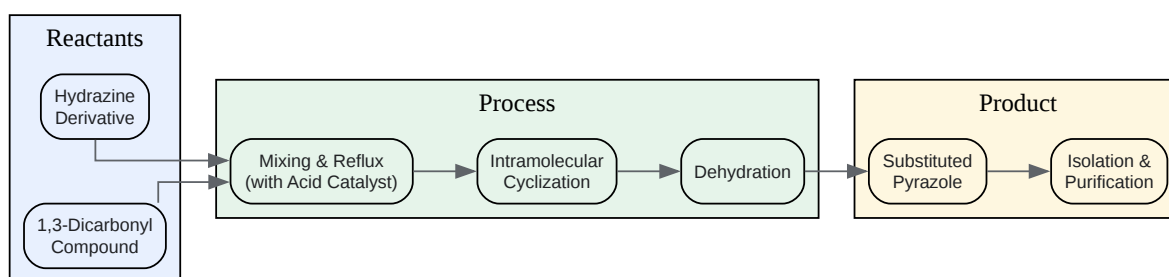 Reactants
Hydrazine
Derivative
1,3-Dicarbonyl
Compound
Process
Mixing & Reflux
(with Acid Catalyst)
Intramolecular
Cyclization
Dehydration
Product
Substituted
Pyrazole
Isolation &
Purification